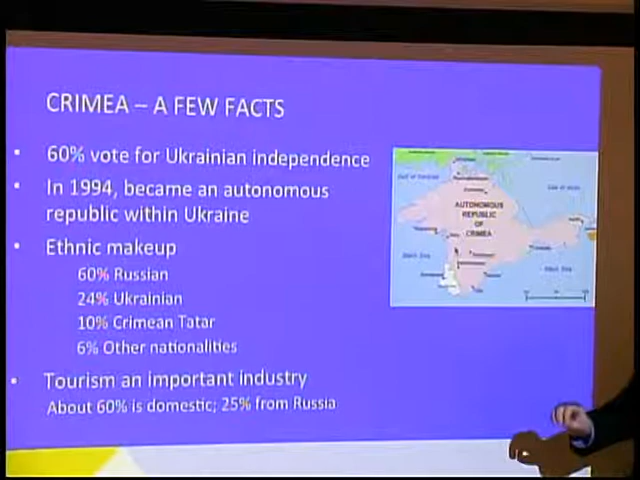 CRIMEA – A FEW FACTS
60% vote for Ukrainian independence
In 1994, became an autonomous
republic within Ukraine
Ethnic makeup
60% Russian
24% Ukrainian
10% Crimean Tatar
6% Other nationalities
Tourism an important industry
About 60% is domestic; 25% from Russia
AUTONOMOUS
REPUBLIC
OF
CRIMEA